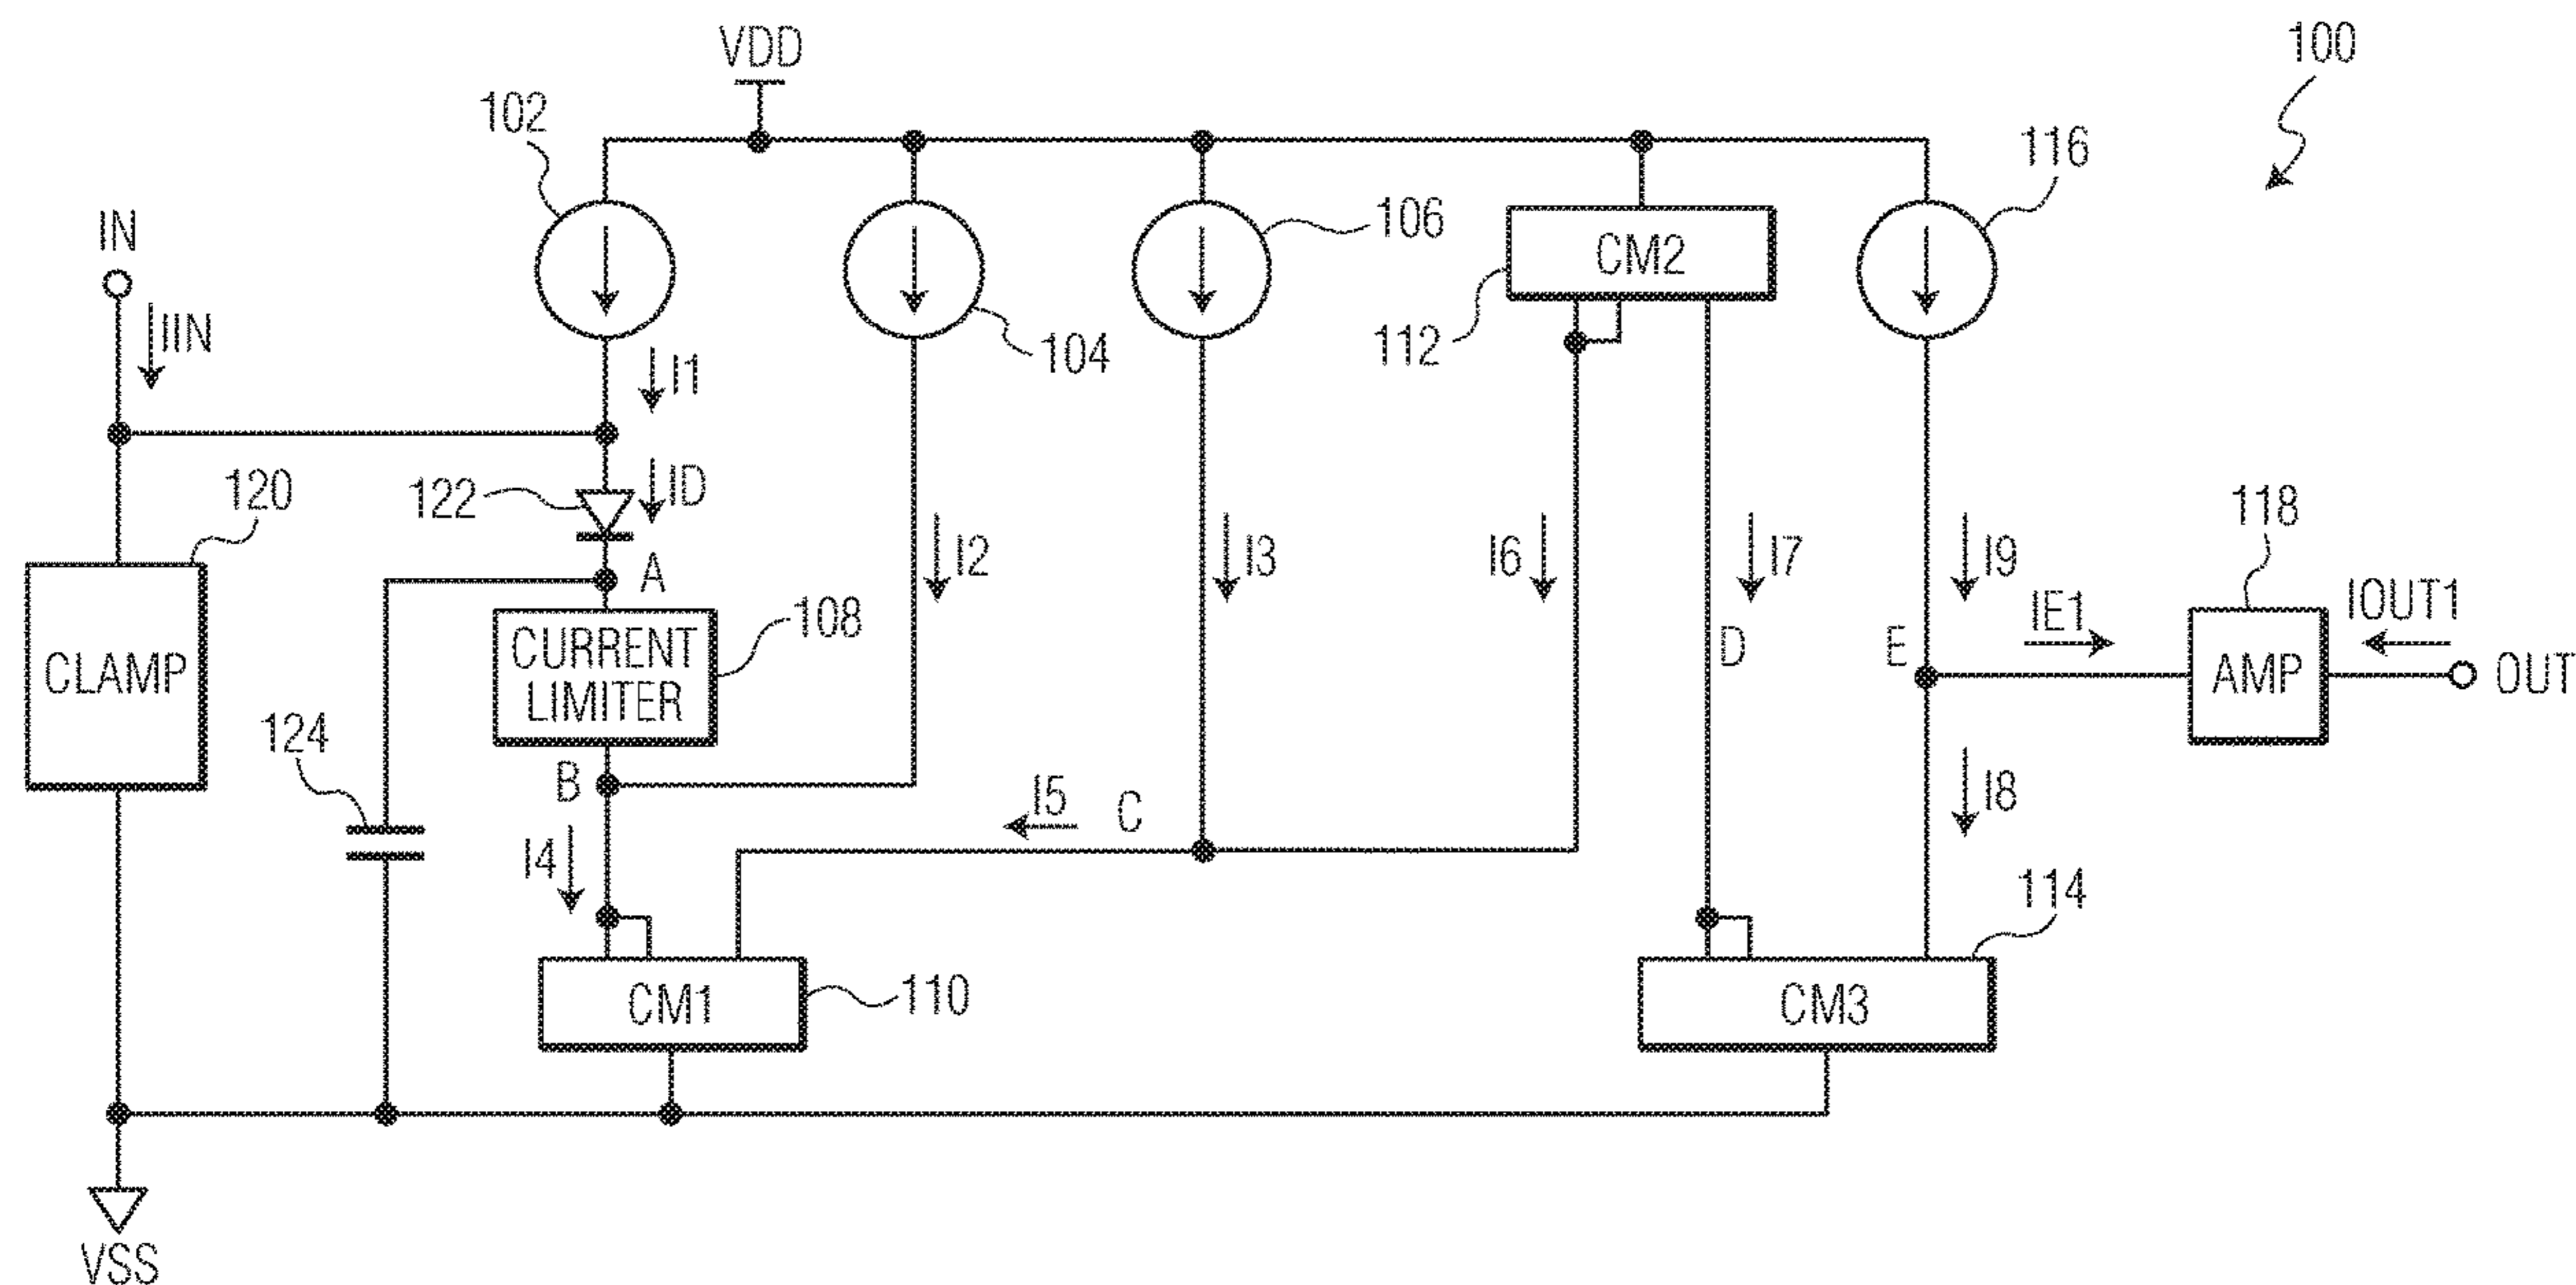 VDD
100
102
116
IN
106
CM2
IIN
104
112
I1
120
122
ID
118
A
I2
I3
I6
I7
I9
108
IE1
IOUT1
CLAMP
CURRENT
LIMITER
D
E
AMP
OUT
124
B
I5
C
I8
I4
114
CM1
110
CM3
VSS